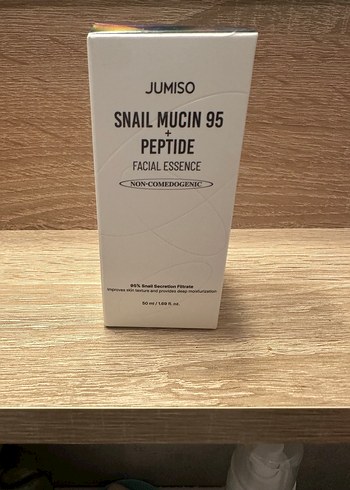 JUMISO
SNAIL MUCIN 95
+
PEPTIDE
FACIAL ESSENCE
NON-COMEDOGENIC
95% Snail Secretion Filtrate
Improves skin texture and provides deep moisturization
50 ml / 1.69 fl. oz.